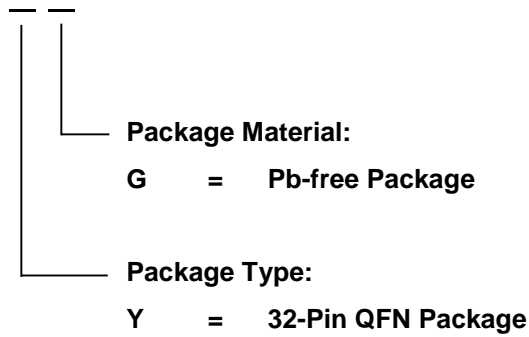 Package Material:
G = Pb-free Package
Package Type:
Y = 32-Pin QFN Package